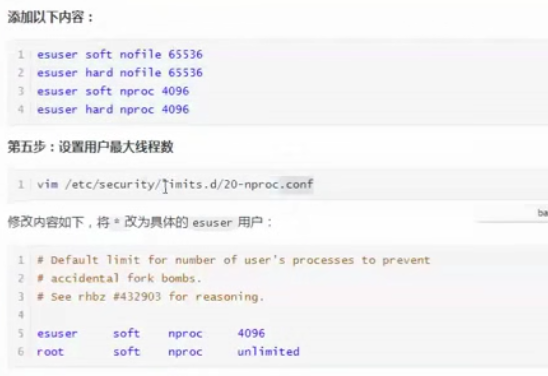 添加以下内容：
1 esuser soft nofile 65536
2 esuser hard nofile 65536
3 esuser soft nproc 4096
4 esuser hard nproc 4096
第五步：设置用户最大线程数
1 vim /etc/security/limits.d/20-nproc.conf
修改内容如下，将 * 改为具体的 esuser 用户：
ba
1 # Default limit for number of user's processes to prevent
2 # accidental fork bombs.
3 # See rhbz #432903 for reasoning.
4
5 esuser soft nproc 4096
6 root soft nproc unlimited